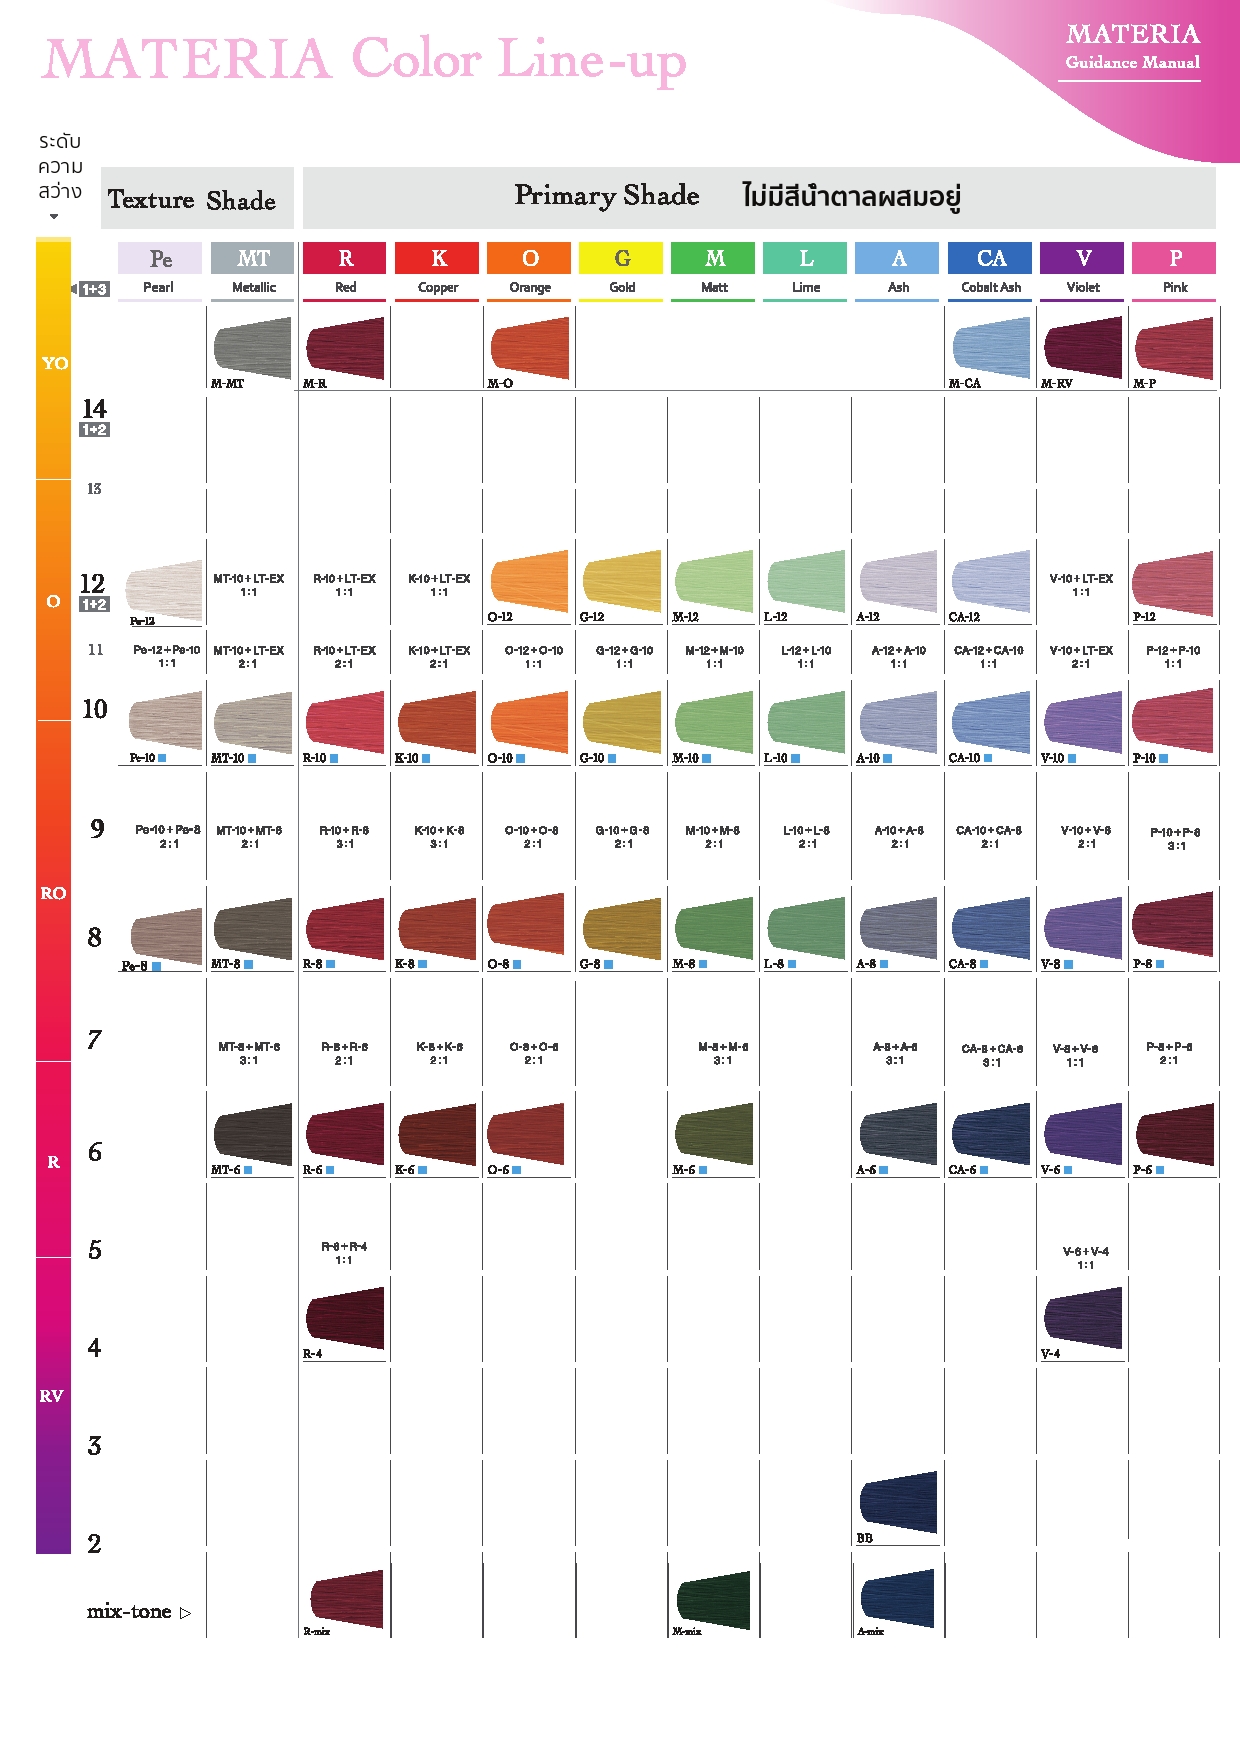 MATERIA Color Line-up
MATERIA
Guidance Manual
ระดับ
ความ
สว่าง
Texture Shade
Primary Shade ไม่มีสีน้ำตาลผสมอยู่
Pe MT R K O G M L A CA V P
1+3 Pearl Metallic Red Copper Orange Gold Matt Lime Ash Cobalt Ash Violet Pink
YO
M-MT M-R M-O M-CA M-RV M-P
14
1+2
13
12 MT-10+LT-EX R-10+LT-EX K-10+LT-EX V-10+LT-EX
1:1 1:1 1:1 1:1
O 1+2
Pe-12 O-12 G-12 M-12 L-12 A-12 CA-12 P-12
11 Pe-12+Pe-10 MT-10+LT-EX R-10+LT-EX K-10+LT-EX O-12+O-10 G-12+G-10 M-12+M-10 L-12+L-10 A-12+A-10 CA-12+CA-10 V-10+LT-EX P-12+P-10
1:1 2:1 2:1 2:1 1:1 1:1 1:1 1:1 1:1 1:1 2:1 1:1
10
Pe-10 MT-10 R-10 K-10 O-10 G-10 M-10 L-10 A-10 CA-10 V-10 P-10
9 Pe-10+Pe-8 MT-10+MT-8 R-10+R-8 K-10+K-8 O-10+O-8 G-10+G-8 M-10+M-8 L-10+L-8 A-10+A-8 CA-10+CA-8 V-10+V-8 P-10+P-8
2:1 2:1 3:1 3:1 2:1 2:1 2:1 2:1 2:1 2:1 2:1 3:1
RO
8
Pe-8 MT-8 R-8 K-8 O-8 G-8 M-8 L-8 A-8 CA-8 V-8 P-8
7 MT-8+MT-6 R-8+R-6 K-8+K-6 O-8+O-6 M-8+M-6 A-8+A-6 CA-8+CA-6 V-8+V-6 P-8+P-6
3:1 2:1 2:1 2:1 3:1 3:1 3:1 1:1 2:1
R
6
MT-6 R-6 K-6 O-6 M-6 A-6 CA-6 V-6 P-6
5 R-6+R-4 V-6+V-4
1:1 1:1
4
R-4 V-4
RV
3
BB
2
mix-tone
R-mix M-mix A-mix